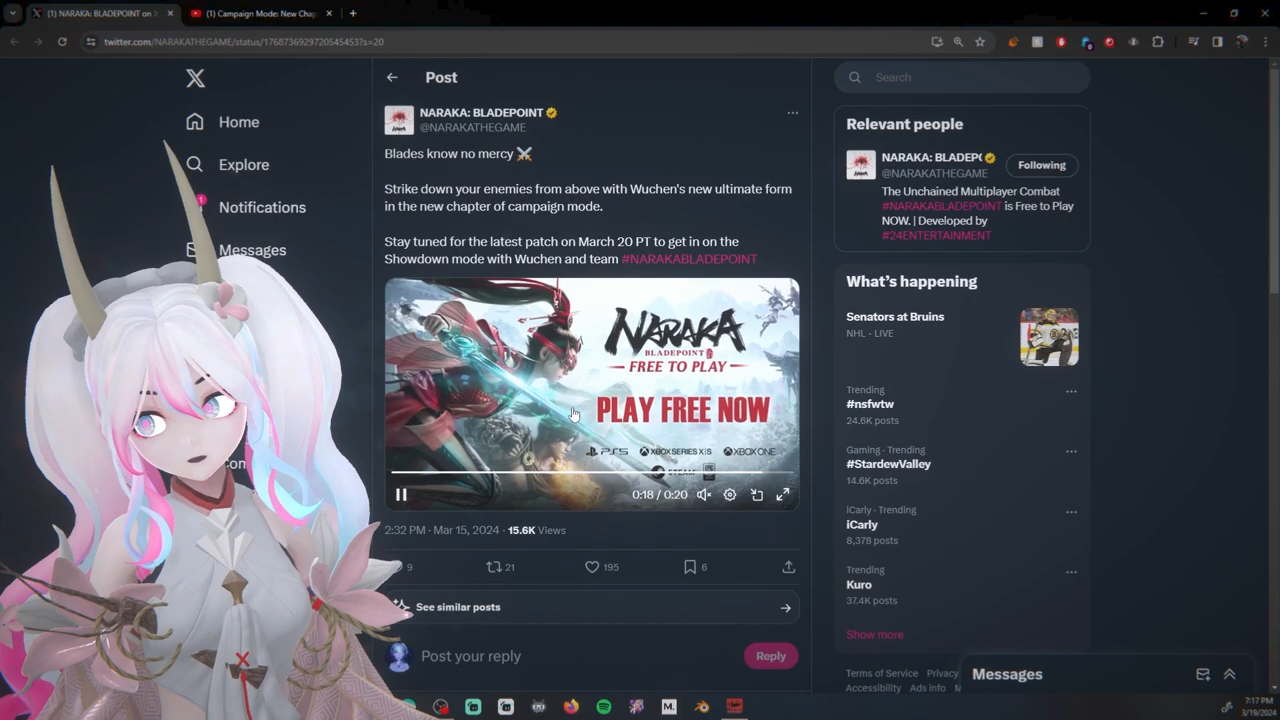 (1) NARAKA: BLADEPOINT on X
(1) Campaign Mode: New Chap
twitter.com/NARAKATHEGAME/status/1768736929720545453?s=20
Home
Explore
1
Notifications
Messages
Post
NARAKA: BLADEPOINT
@NARAKATHEGAME
Blades know no mercy ⚔
Strike down your enemies from above with Wuchen's new ultimate form
in the new chapter of campaign mode.
Stay tuned for the latest patch on March 20 PT to get in on the
Showdown mode with Wuchen and team #NARAKABLADEPOINT
NARAKA
BLADEPOINT
FREE TO PLAY
PLAY FREE NOW
PS5 XBOX SERIES X|S XBOX ONE
STEAM
0:18 / 0:20
2:32 PM · Mar 15, 2024 · 15.6K Views
9 21 195 6
See similar posts
Post your reply
Reply
Search
Relevant people
NARAKA: BLADEP
@NARAKATHEGAME
Following
The Unchained Multiplayer Combat
#NARAKABLADEPOINT is Free to Play
NOW. | Developed by
#24ENTERTAINMENT
What's happening
Senators at Bruins
NHL · LIVE
Trending
#nsfwtw
24.6K posts
Gaming · Trending
#StardewValley
14.6K posts
iCarly · Trending
iCarly
8,378 posts
Trending
Kuro
37.4K posts
Show more
Terms of Service Privacy
Accessibility Ads info
Messages
M.
7:17 PM
3/19/2024